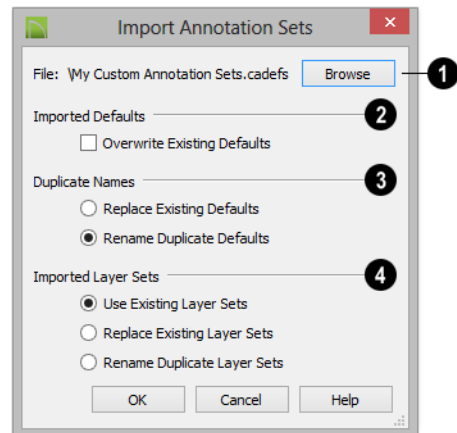 Import Annotation Sets
File: \My Custom Annotation Sets.cadefs Browse 1
Imported Defaults 2
Overwrite Existing Defaults
Duplicate Names 3
Replace Existing Defaults
Rename Duplicate Defaults
Imported Layer Sets 4
Use Existing Layer Sets
Replace Existing Layer Sets
Rename Duplicate Layer Sets
OK Cancel Help